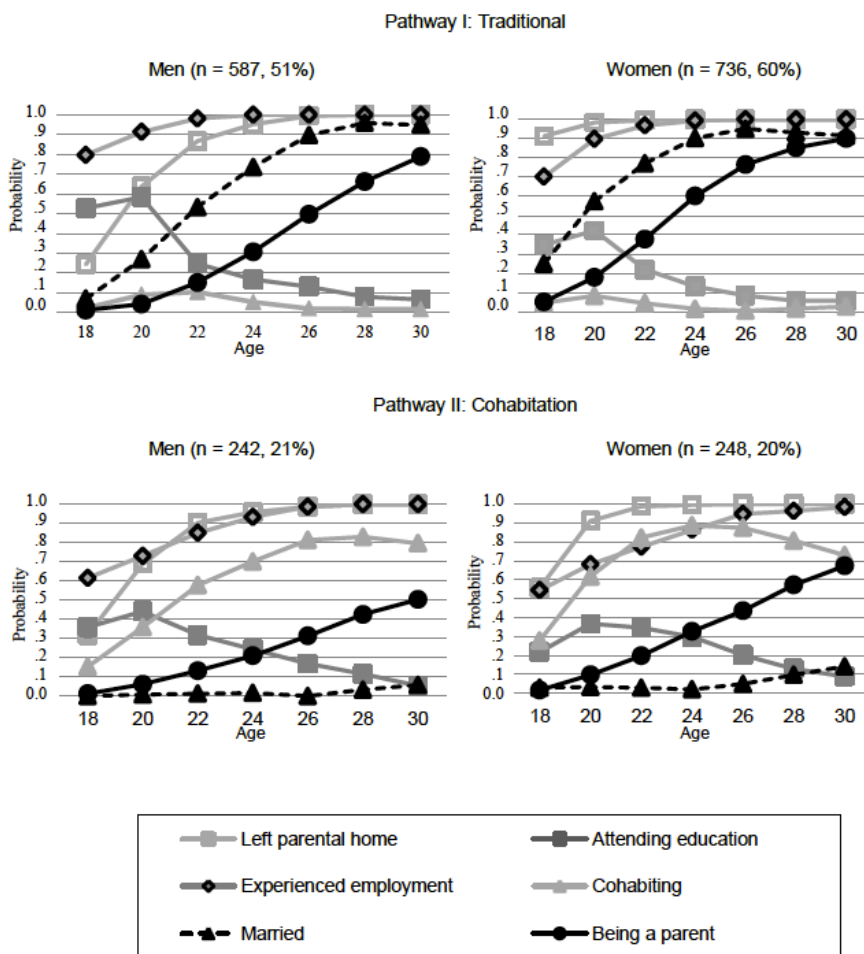 Pathway I: Traditional
Men (n = 587, 51%)
Women (n = 736, 60%)
Probability
1.0
.9
.8
.7
.6
.5
.4
.3
.2
.1
0.0
18 20 22 24 26 28 30
Age
Probability
1.0
.9
.8
.7
.6
.5
.4
.3
.2
.1
0.0
18 20 22 24 26 28 30
Age
Pathway II: Cohabitation
Men (n = 242, 21%)
Women (n = 248, 20%)
Probability
1.0
.9
.8
.7
.6
.5
.4
.3
.2
.1
0.0
18 20 22 24 26 28 30
Age
Probability
1.0
.9
.8
.7
.6
.5
.4
.3
.2
.1
0.0
18 20 22 24 26 28 30
Age
Left parental home Attending education
Experienced employment Cohabiting
Married Being a parent